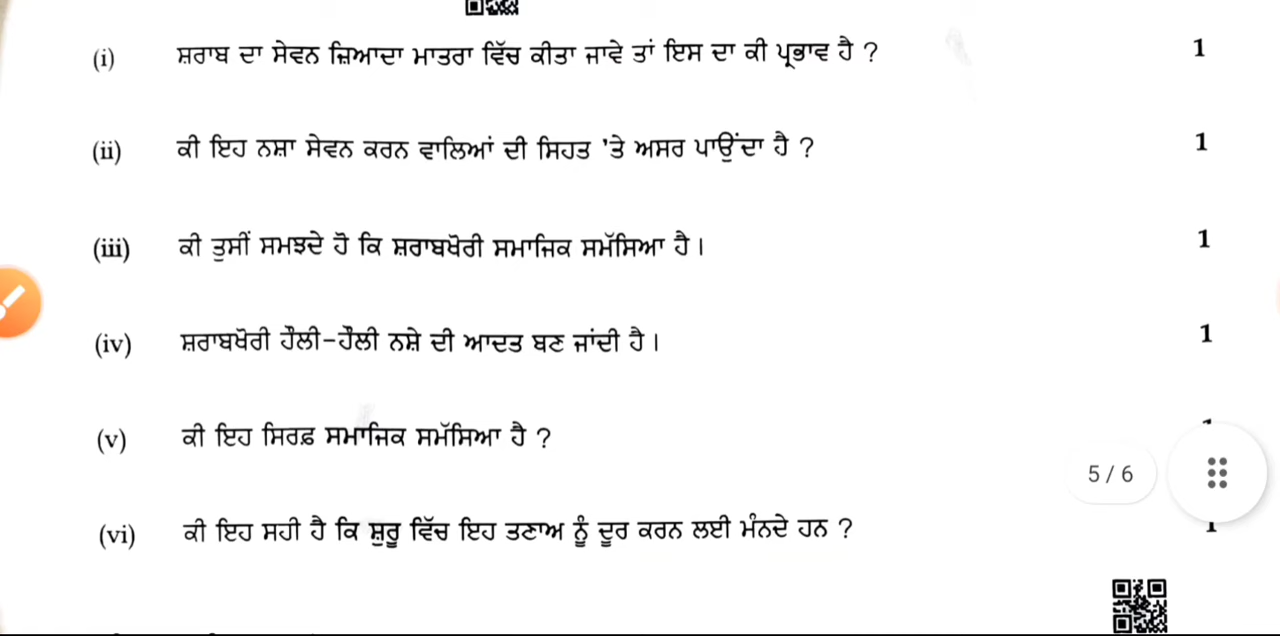 (i) ਸ਼ਰਾਬ ਦਾ ਸੇਵਨ ਜ਼ਿਆਦਾ ਮਾਤਰਾ ਵਿੱਚ ਕੀਤਾ ਜਾਵੇ ਤਾਂ ਇਸ ਦਾ ਕੀ ਪ੍ਰਭਾਵ ਹੈ ? 1
(ii) ਕੀ ਇਹ ਨਸ਼ਾ ਸੇਵਨ ਕਰਨ ਵਾਲਿਆਂ ਦੀ ਸਿਹਤ 'ਤੇ ਅਸਰ ਪਾਉਂਦਾ ਹੈ ? 1
(iii) ਕੀ ਤੁਸੀਂ ਸਮਝਦੇ ਹੋ ਕਿ ਸ਼ਰਾਬਖੋਰੀ ਸਮਾਜਿਕ ਸਮੱਸਿਆ ਹੈ। 1
(iv) ਸ਼ਰਾਬਖੋਰੀ ਹੌਲੀ-ਹੌਲੀ ਨਸ਼ੇ ਦੀ ਆਦਤ ਬਣ ਜਾਂਦੀ ਹੈ। 1
(v) ਕੀ ਇਹ ਸਿਰਫ਼ ਸਮਾਜਿਕ ਸਮੱਸਿਆ ਹੈ ?
5 / 6
(vi) ਕੀ ਇਹ ਸਹੀ ਹੈ ਕਿ ਸ਼ੁਰੂ ਵਿੱਚ ਇਹ ਤਣਾਅ ਨੂੰ ਦੂਰ ਕਰਨ ਲਈ ਮੰਨਦੇ ਹਨ ?